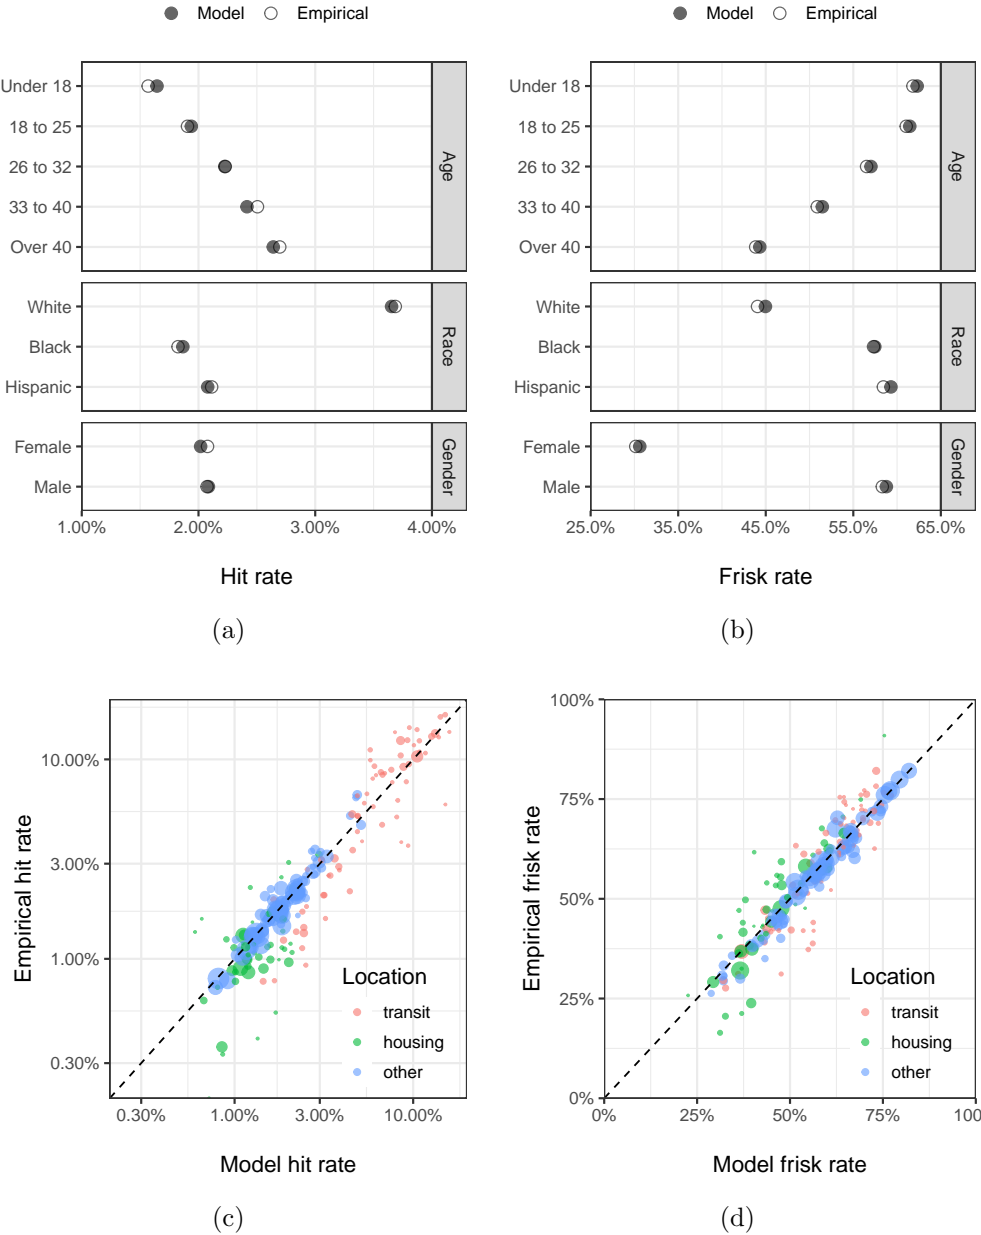 Model Empirical
Under 18
18 to 25
26 to 32
33 to 40
Over 40
Age
White
Black
Hispanic
Race
Female
Male
Gender
1.00% 2.00% 3.00% 4.00%
Hit rate
(a)
Model Empirical
Under 18
18 to 25
26 to 32
33 to 40
Over 40
Age
White
Black
Hispanic
Race
Female
Male
Gender
25.0% 35.0% 45.0% 55.0% 65.0%
Frisk rate
(b)
Empirical hit rate
10.00%
3.00%
1.00%
0.30%
Location
transit
housing
other
0.30% 1.00% 3.00% 10.00%
Model hit rate
(c)
Empirical frisk rate
100%
75%
50%
25%
0%
Location
transit
housing
other
0% 25% 50% 75% 100
Model frisk rate
(d)